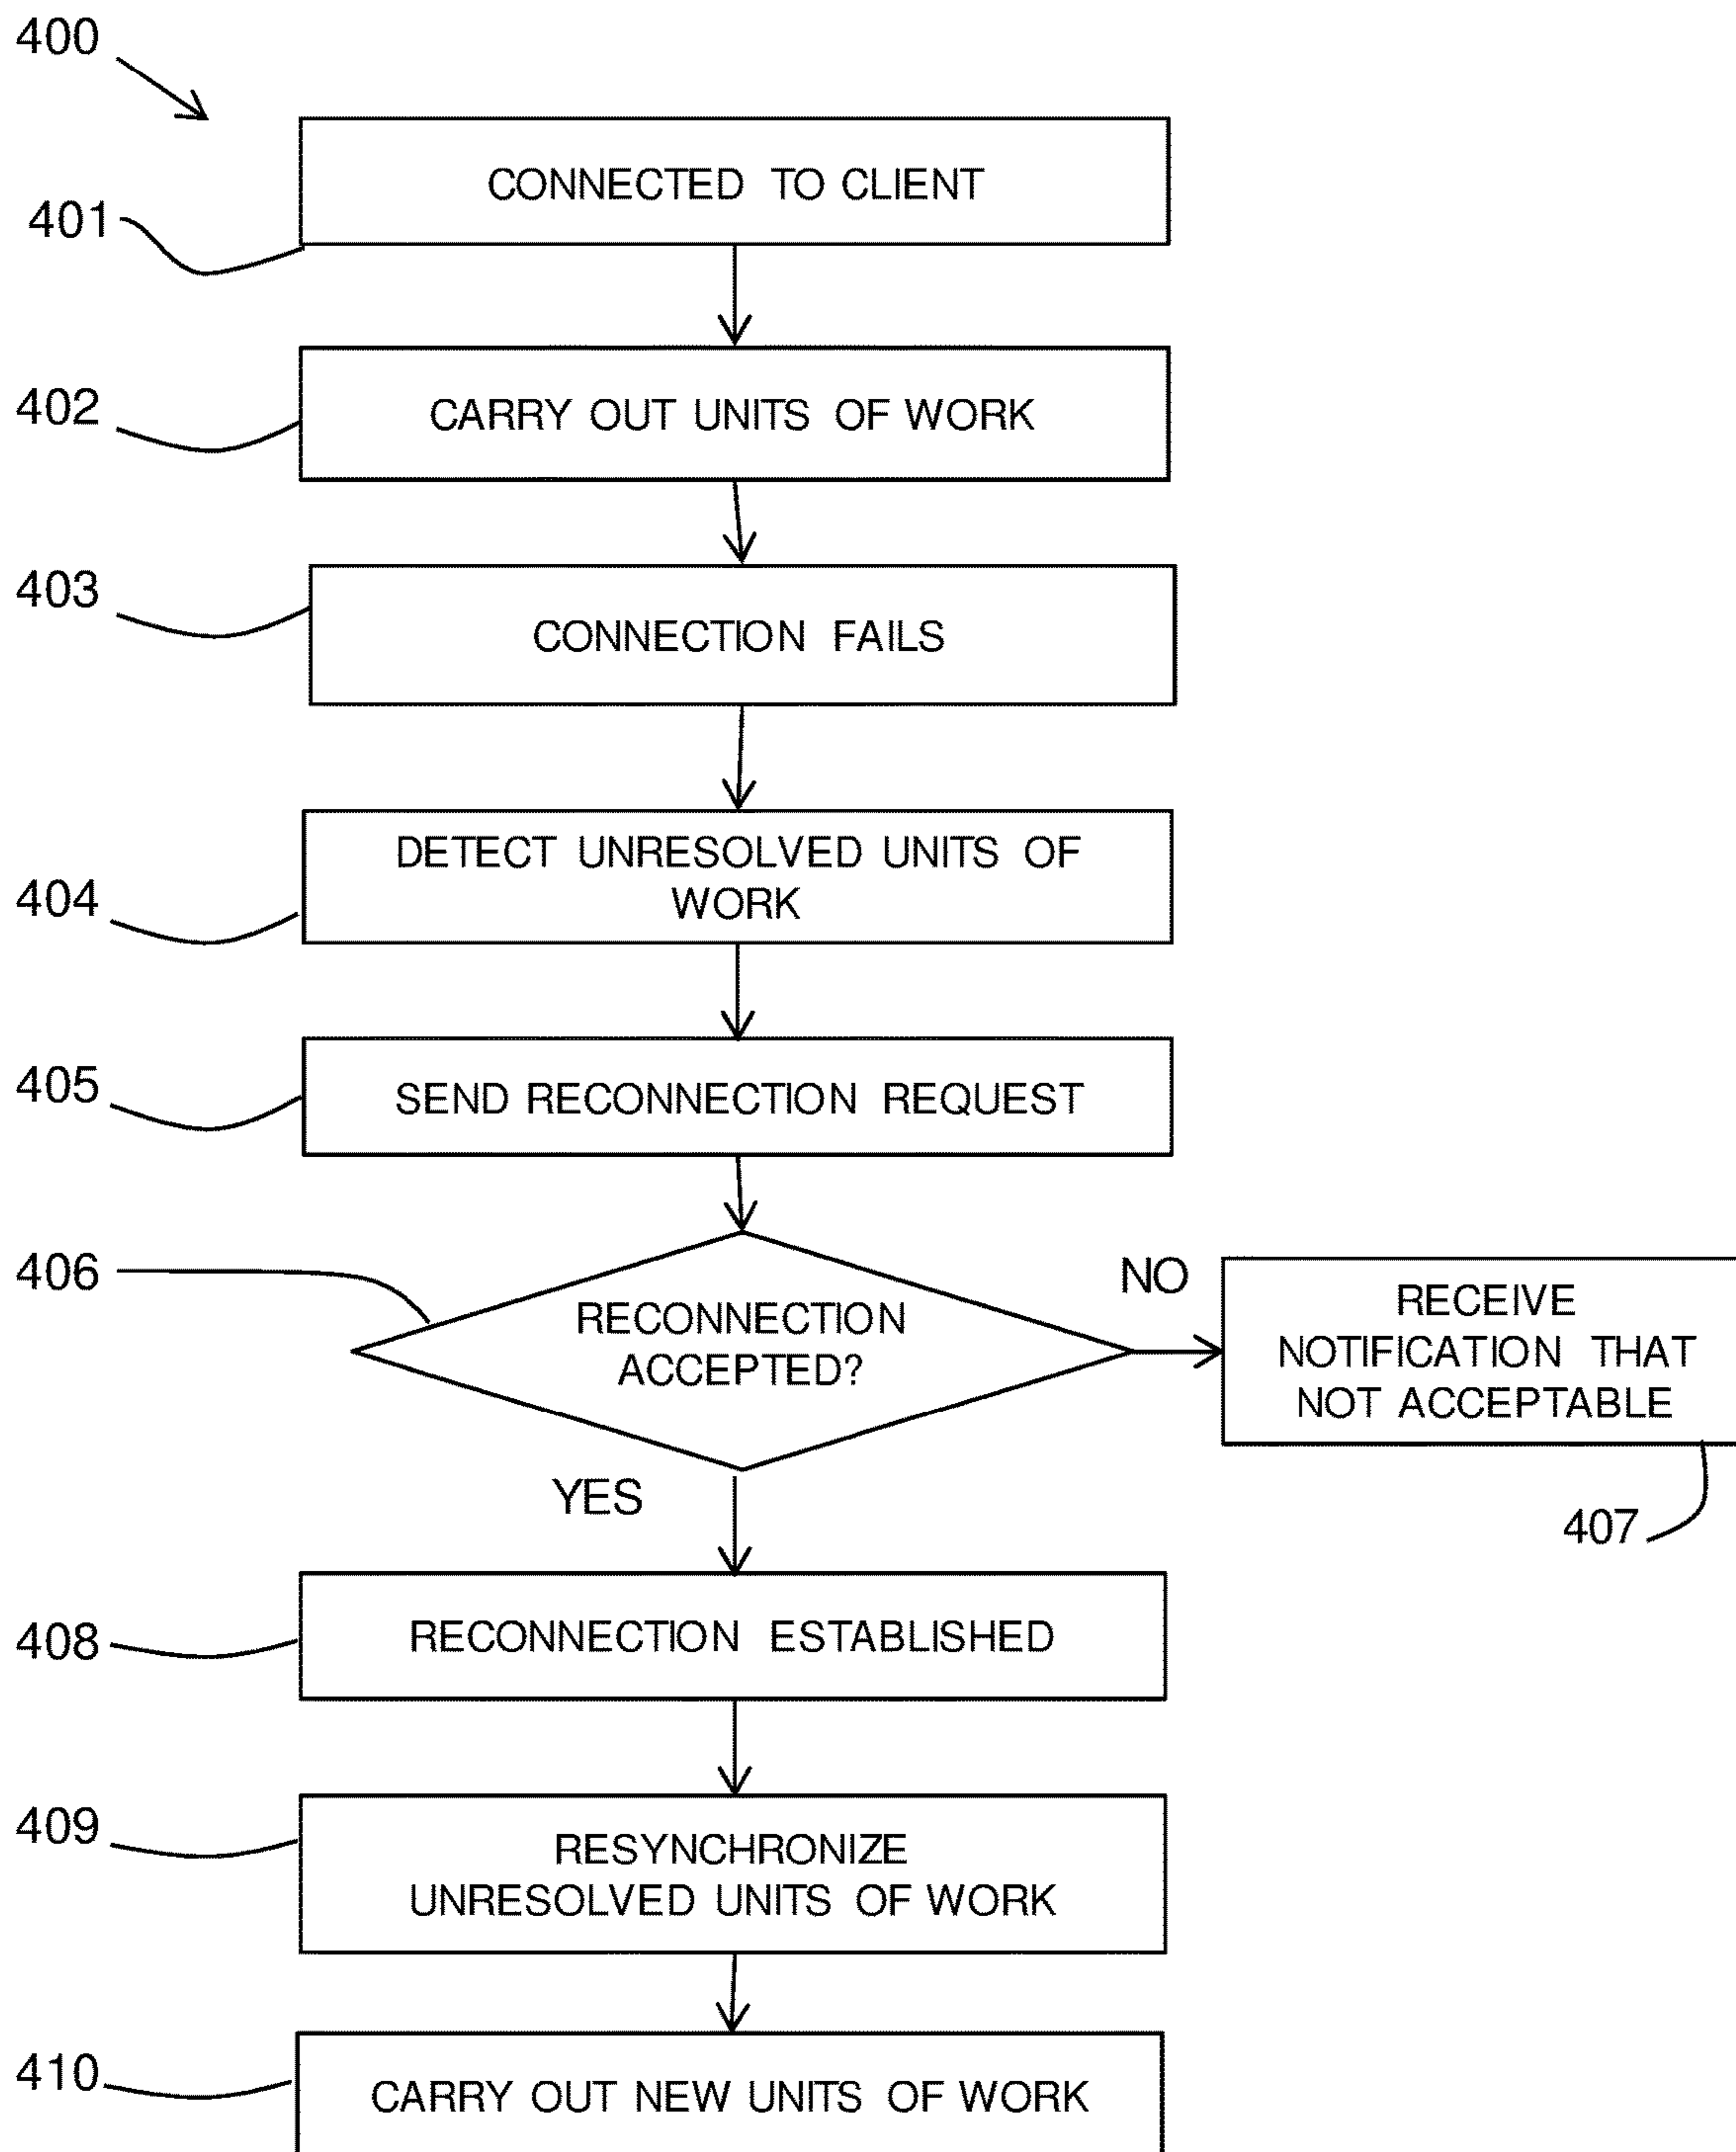 400
CONNECTED TO CLIENT
401
402
CARRY OUT UNITS OF WORK
403
CONNECTION FAILS
DETECT UNRESOLVED UNITS OF
WORK
404
405
SEND RECONNECTION REQUEST
406
RECONNECTION
ACCEPTED?
NO
RECEIVE
NOTIFICATION THAT
NOT ACCEPTABLE
YES
407
408
RECONNECTION ESTABLISHED
409
RESYNCHRONIZE
UNRESOLVED UNITS OF WORK
410
CARRY OUT NEW UNITS OF WORK